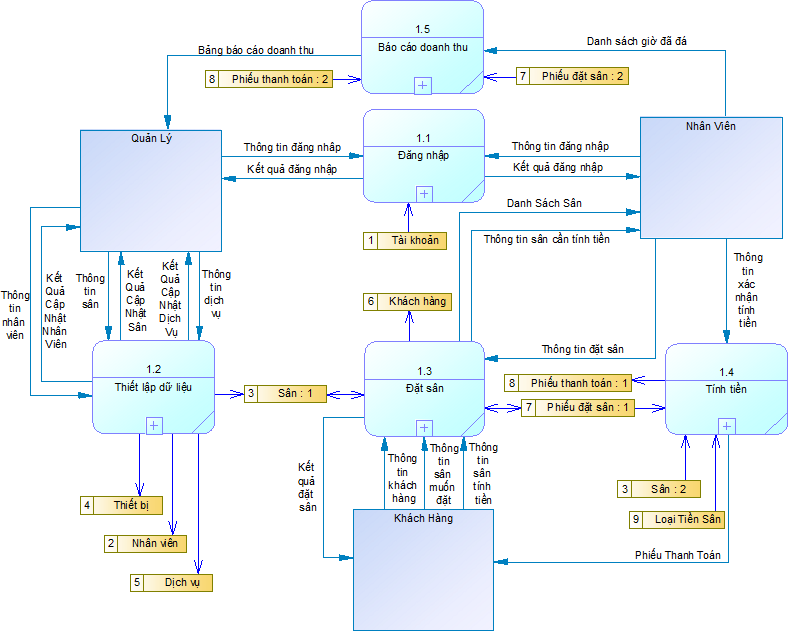 1.5
Báo cáo doanh thu
Bảng báo cáo doanh thu
Danh sách giờ đã đá
8 Phiếu thanh toán : 2
7 Phiếu đặt sân : 2
Quản Lý
1.1
Đăng nhập
Nhân Viên
Thông tin đăng nhập
Kết quả đăng nhập
Thông tin đăng nhập
Kết quả đăng nhập
Danh Sách Sân
Thông tin sân cần tính tiền
1 Tài khoản
Thông
tin
nhân
viên
Kết
Quả
Cập
Nhật
Nhân
Viên
Thông
tin
sân
Kết
Quả
Cập
Nhật
Sân
Kết
Quả
Cập
Nhật
Dịch
Vụ
Thông
tin
dịch
vụ
6 Khách hàng
Thông
tin
xác
nhận
tính
tiền
Thông tin đặt sân
1.2
Thiết lập dữ liệu
3 Sân : 1
1.3
Đặt sân
8 Phiếu thanh toán : 1
7 Phiếu đặt sân : 1
1.4
Tính tiền
Kết
quả
đặt
sân
Thông
tin
khách
hàng
Thông
tin
sân
muốn
đặt
Thông
tin
sân
tính
tiền
4 Thiết bị
2 Nhân viên
5 Dịch vụ
3 Sân : 2
9 Loại Tiền Sân
Khách Hàng
Phiếu Thanh Toán